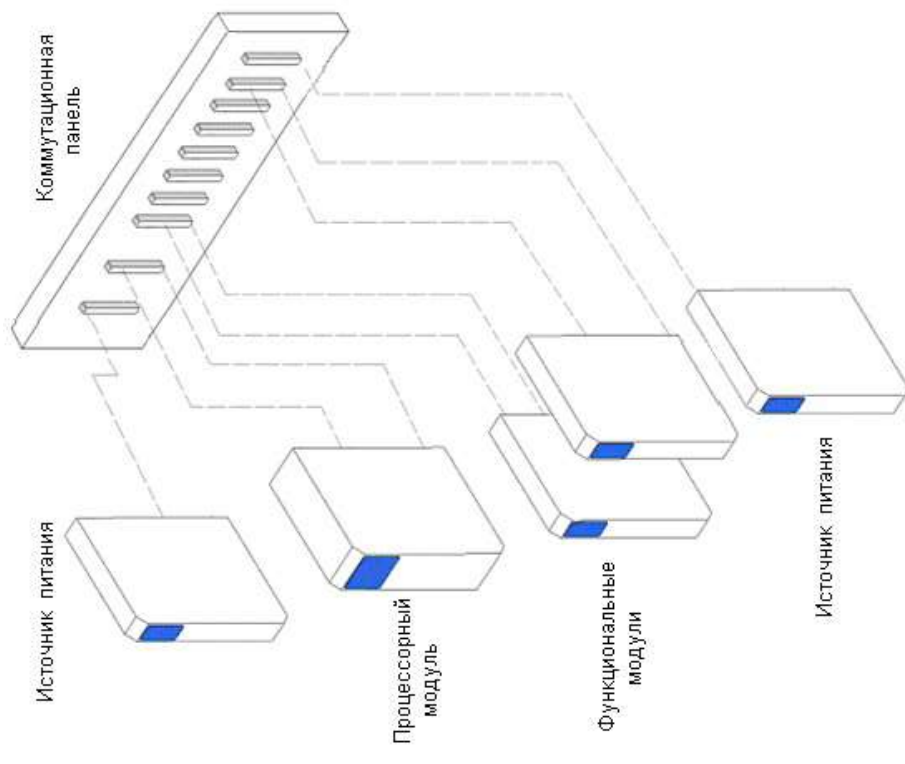 Коммутационная
панель
Источник питания
Процессорный
модуль
Функциональные
модули
Источник питания